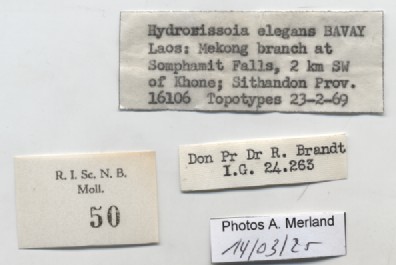 Hydrorissoia elegans BAVAY
Laos: Mekong branch at
Somphamit Falls, 2 km SW
of Khone; Sithandon Prov.
16106 Topotypes 23-2-69
Don Pr Dr R. Brandt
I.G. 24.263
R. I. Sc. N. B.
Moll.
50
Photos A. Merland
14/03/25